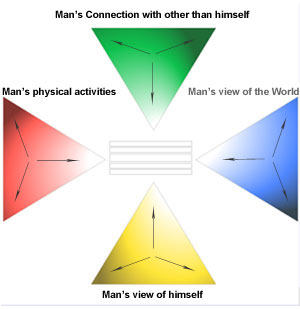 Man's Connection with other than himself
Man's physical activities
Man's view of the World
Man's view of himself